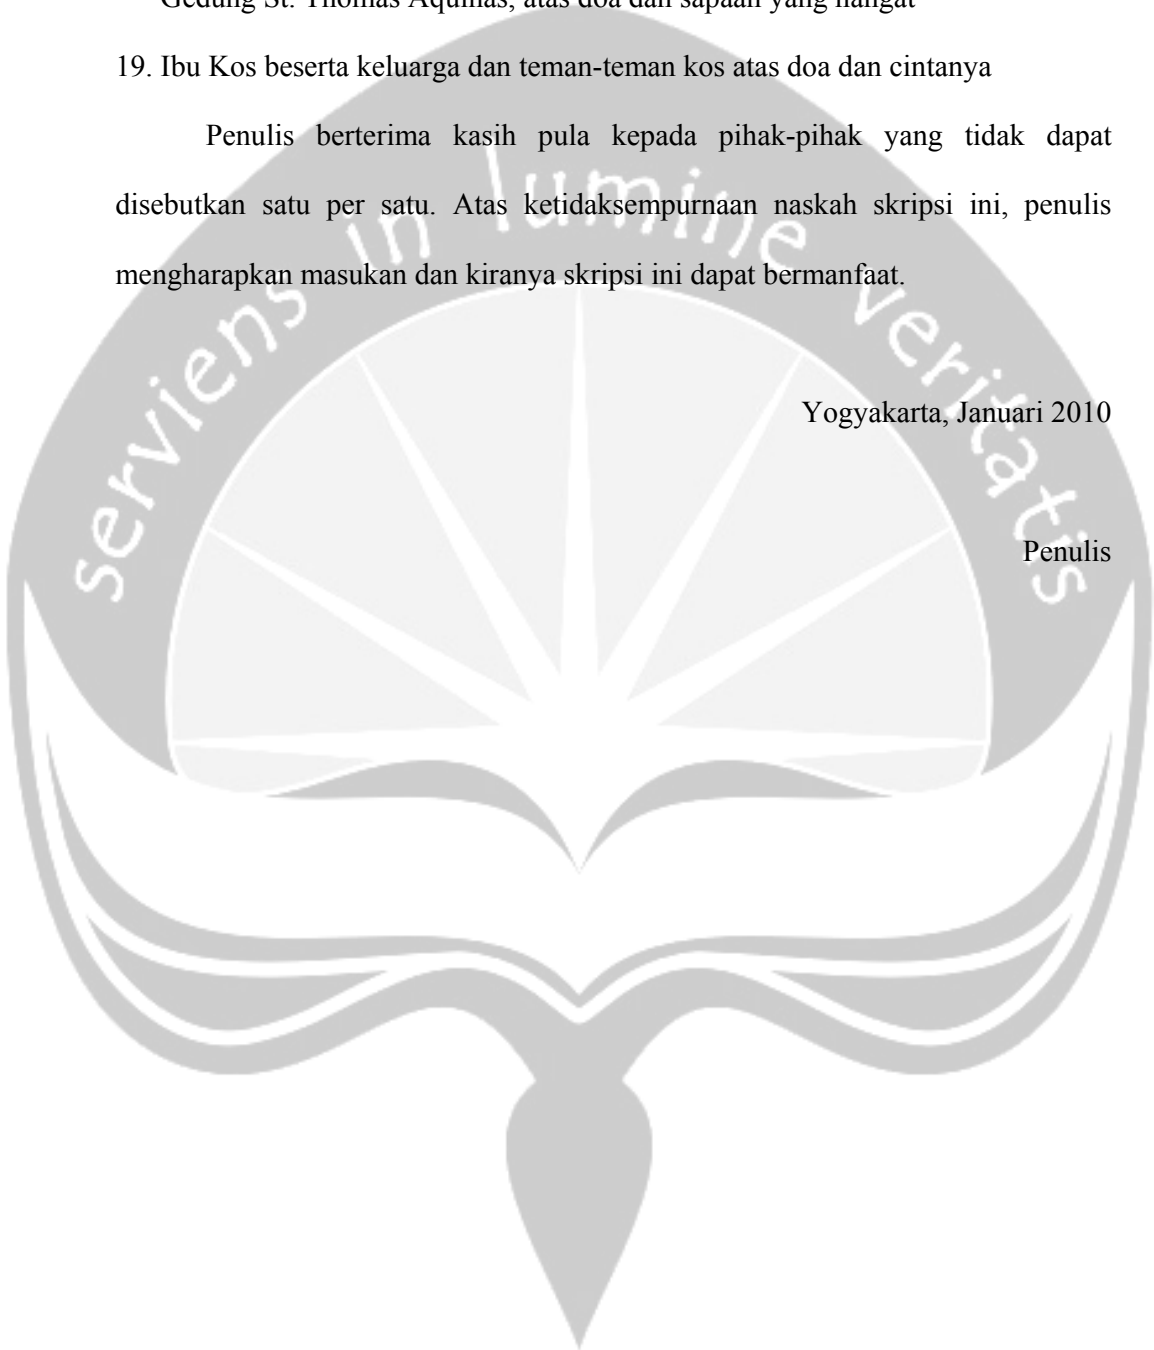 Gedung St. Thomas Aquinas, atas doa dan sapaan yang hangat
19. Ibu Kos beserta keluarga dan teman-teman kos atas doa dan cintanya
Penulis berterima kasih pula kepada pihak-pihak yang tidak dapat
disebutkan satu per satu. Atas ketidaksempurnaan naskah skripsi ini, penulis
mengharapkan masukan dan kiranya skripsi ini dapat bermanfaat.
Yogyakarta, Januari 2010
Penulis
serviens in lumine veritatis